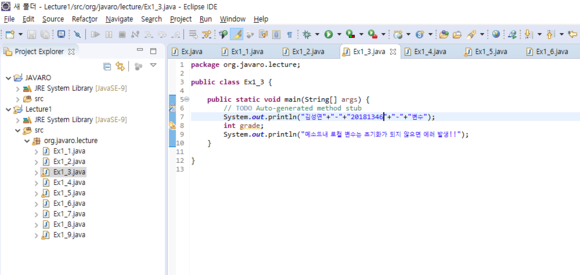 새 폴더 - Lecture1/src/org/javaro/lecture/Ex1_3.java - Eclipse IDE
File Edit Source Refactor Navigate Search Project Run Window Help
Project Explorer
Ex.java Ex1_1.java Ex1_2.java Ex1_3.java Ex1_4.java Ex1_5.java Ex1_6.java
JAVARO
JRE System Library [JavaSE-9]
src
Lecture1
JRE System Library [JavaSE-9]
src
org.javaro.lecture
Ex1_1.java
Ex1_2.java
Ex1_3.java
Ex1_4.java
Ex1_5.java
Ex1_6.java
Ex1_7.java
Ex1_8.java
Ex1_9.java
1 package org.javaro.lecture;
2
3 public class Ex1_3 {
4
5 public static void main(String[] args) {
6 // TODO Auto-generated method stub
7 System.out.println("김성연"+"-"+"20181346"+"-"+"변수");
8 int grade;
9 System.out.println("메소드내 로컬 변수는 초기화가 되지 않으면 에러 발생!!");
10 }
11
12 }
13